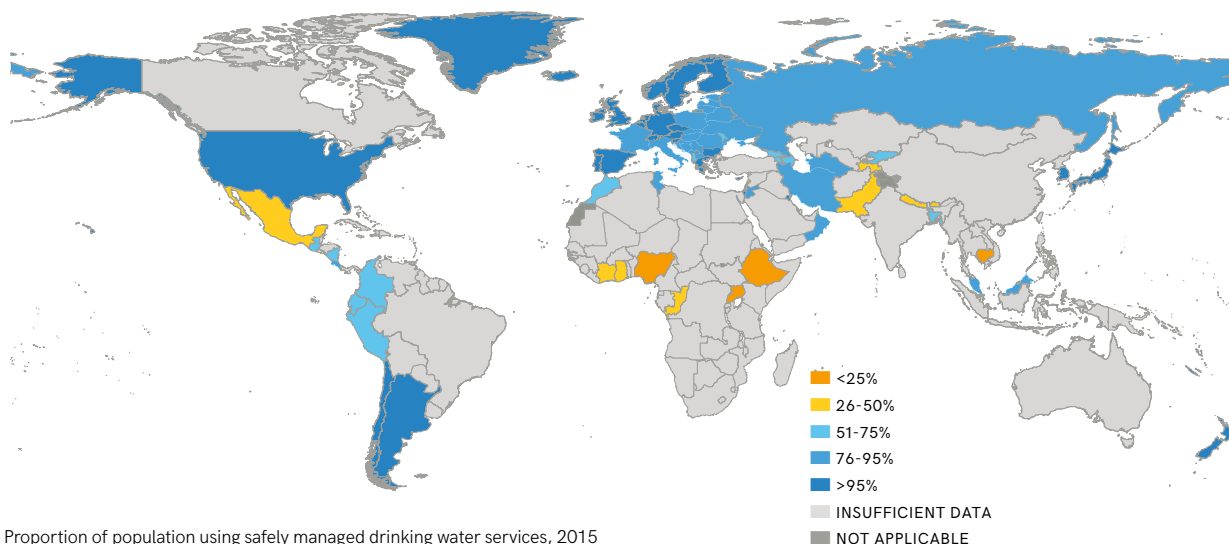 <25%
26-50%
51-75%
76-95%
>95%
INSUFFICIENT DATA
NOT APPLICABLE
Proportion of population using safely managed drinking water services, 2015